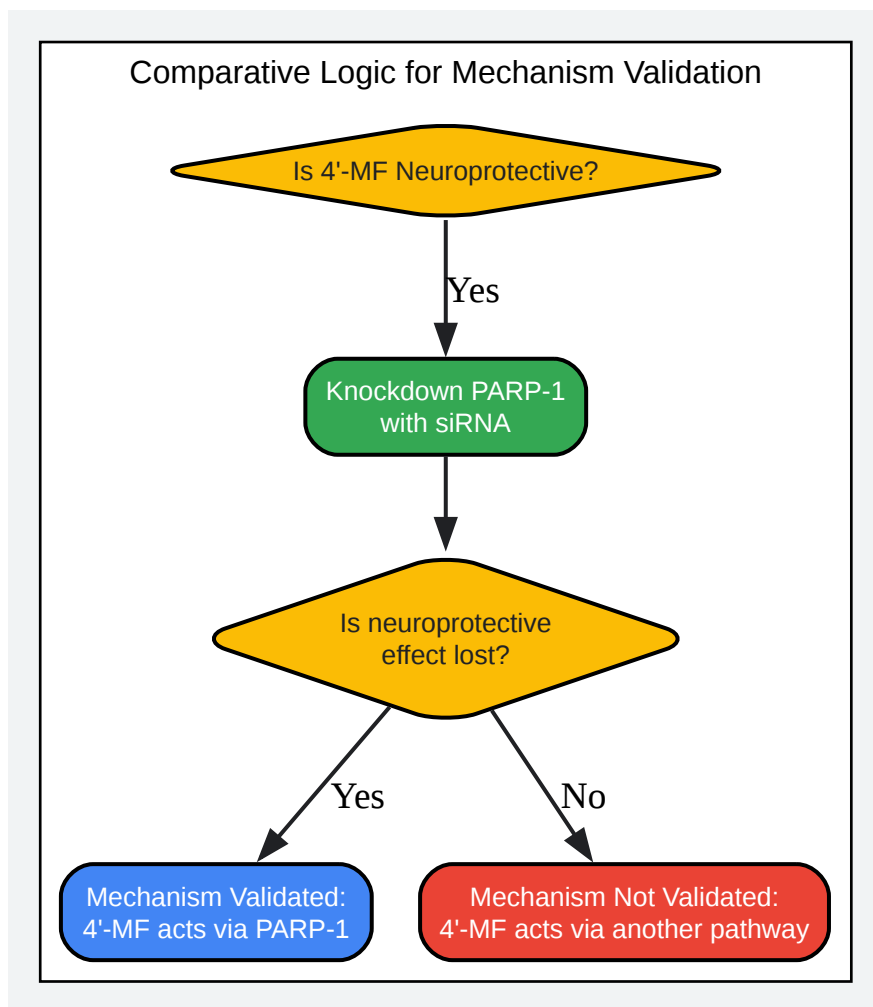 Comparative Logic for Mechanism Validation
Is 4'-MF Neuroprotective?
Yes
Knockdown PARP-1
with siRNA
Is neuroprotective
effect lost?
Yes
No
Mechanism Validated:
4'-MF acts via PARP-1
Mechanism Not Validated:
4'-MF acts via another pathway